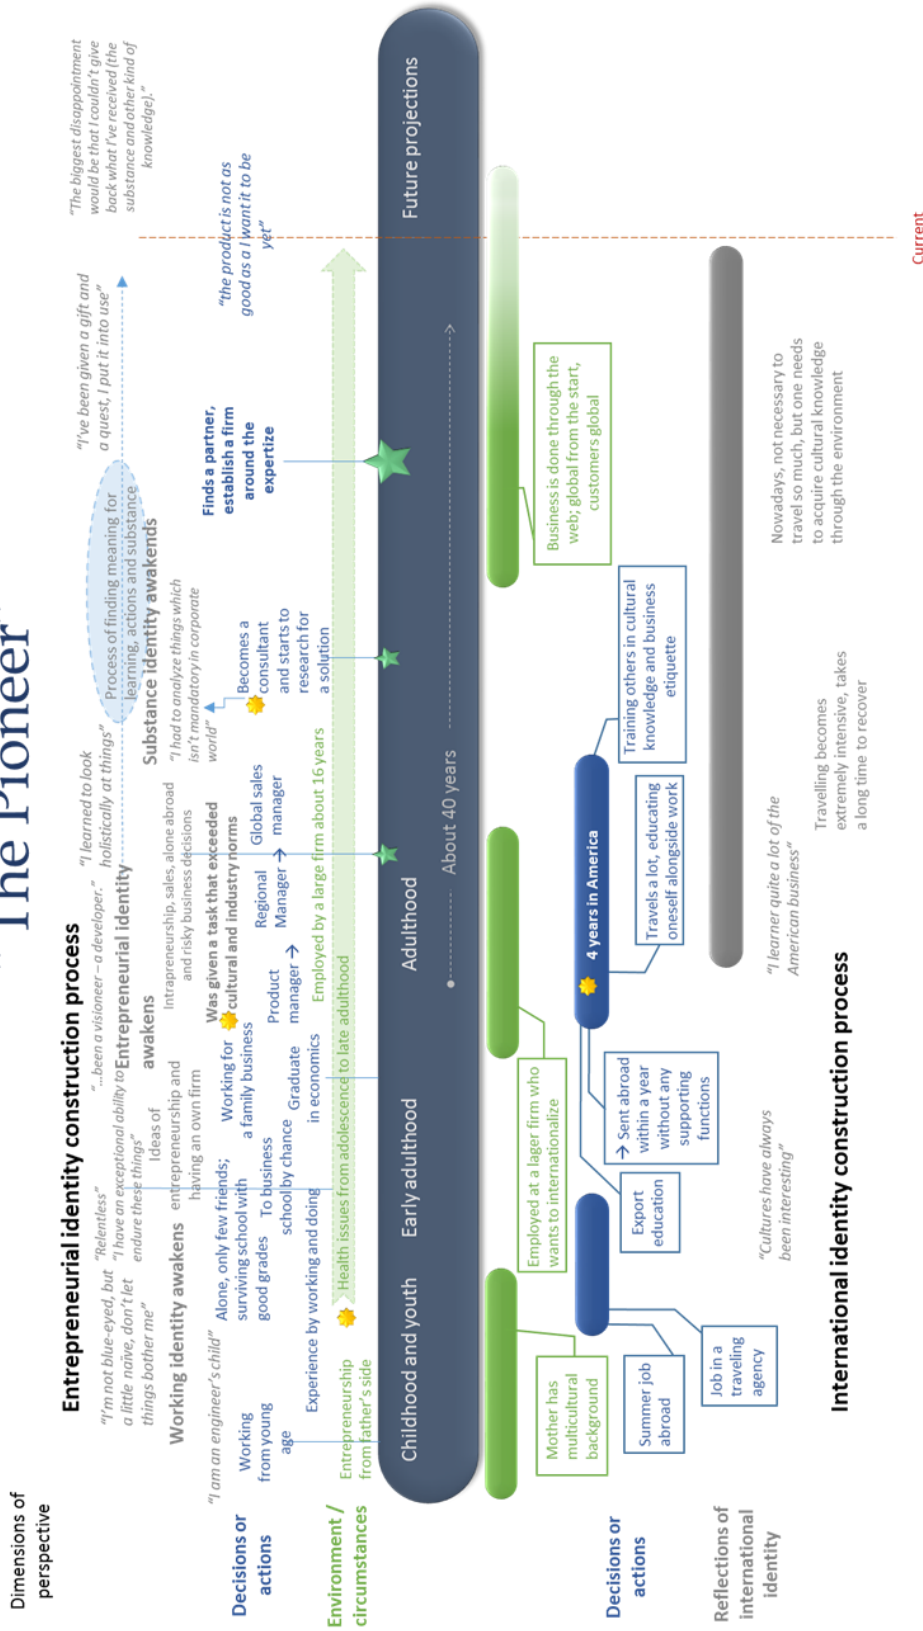 "The Pioneer"
Dimensions of
perspective
Entrepreneurial identity construction process
"I'm not blue-eyed, but
a little naïve, don't let
things bother me"
"Relentless"
"I have an exceptional ability to
endure these things"
"...been a visioneer – a developer."
"I learned to look
holistically at things"
Process of finding meaning for
learning, actions and substance
"I've been given a gift and
a quest, I put it into use"
"The biggest disappointment
would be that I couldn't give
back what I've received (the
substance and other kind of
knowledge)."
Working identity awakens
Ideas of
entrepreneurship and
having an own firm
Entrepreneurial identity
awakens
Intrapreneurship, sales, alone abroad
and risky business decisions
Substance identity awakends
"I had to analyze things which
isn't mandatory in corporate
world"
"I am an engineer's child"
Was given a task that exceeded
cultural and industry norms
Decisions or
actions
Working
from young
age
Alone, only few friends;
surviving school with
good grades
To business
school by chance
Working for
a family business
Experience by working and doing
Graduate
in economics
Product
manager →
Regional
Manager →
Global sales
manager
Becomes a
consultant
and starts to
research for
a solution
Finds a partner,
establish a firm
around the
expertize
"the product is not as
good as a I want it to be
yet"
Environment /
circumstances
Entrepreneurship
from father's side
Health issues from adolescence to late adulthood
Employed by a large firm about 16 years
Childhood and youth
Early adulthood
Adulthood
Future projections
About 40 years
Mother has
multicultural
background
Employed at a lager firm who
wants to internationalize
Business is done through the
web; global from the start,
customers global
Decisions or
actions
Summer job
abroad
Job in a
traveling
agency
Export
education
→ Sent abroad
within a year
without any
supporting
functions
4 years in America
Travels a lot, educating
oneself alongside work
Training others in cultural
knowledge and business
etiquette
Reflections of
international
identity
"Cultures have always
been interesting"
"I learner quite a lot of the
American business"
Travelling becomes
extremely intensive, takes
a long time to recover
Nowadays, not necessary to
travel so much, but one needs
to acquire cultural knowledge
through the environment
Current
International identity construction process